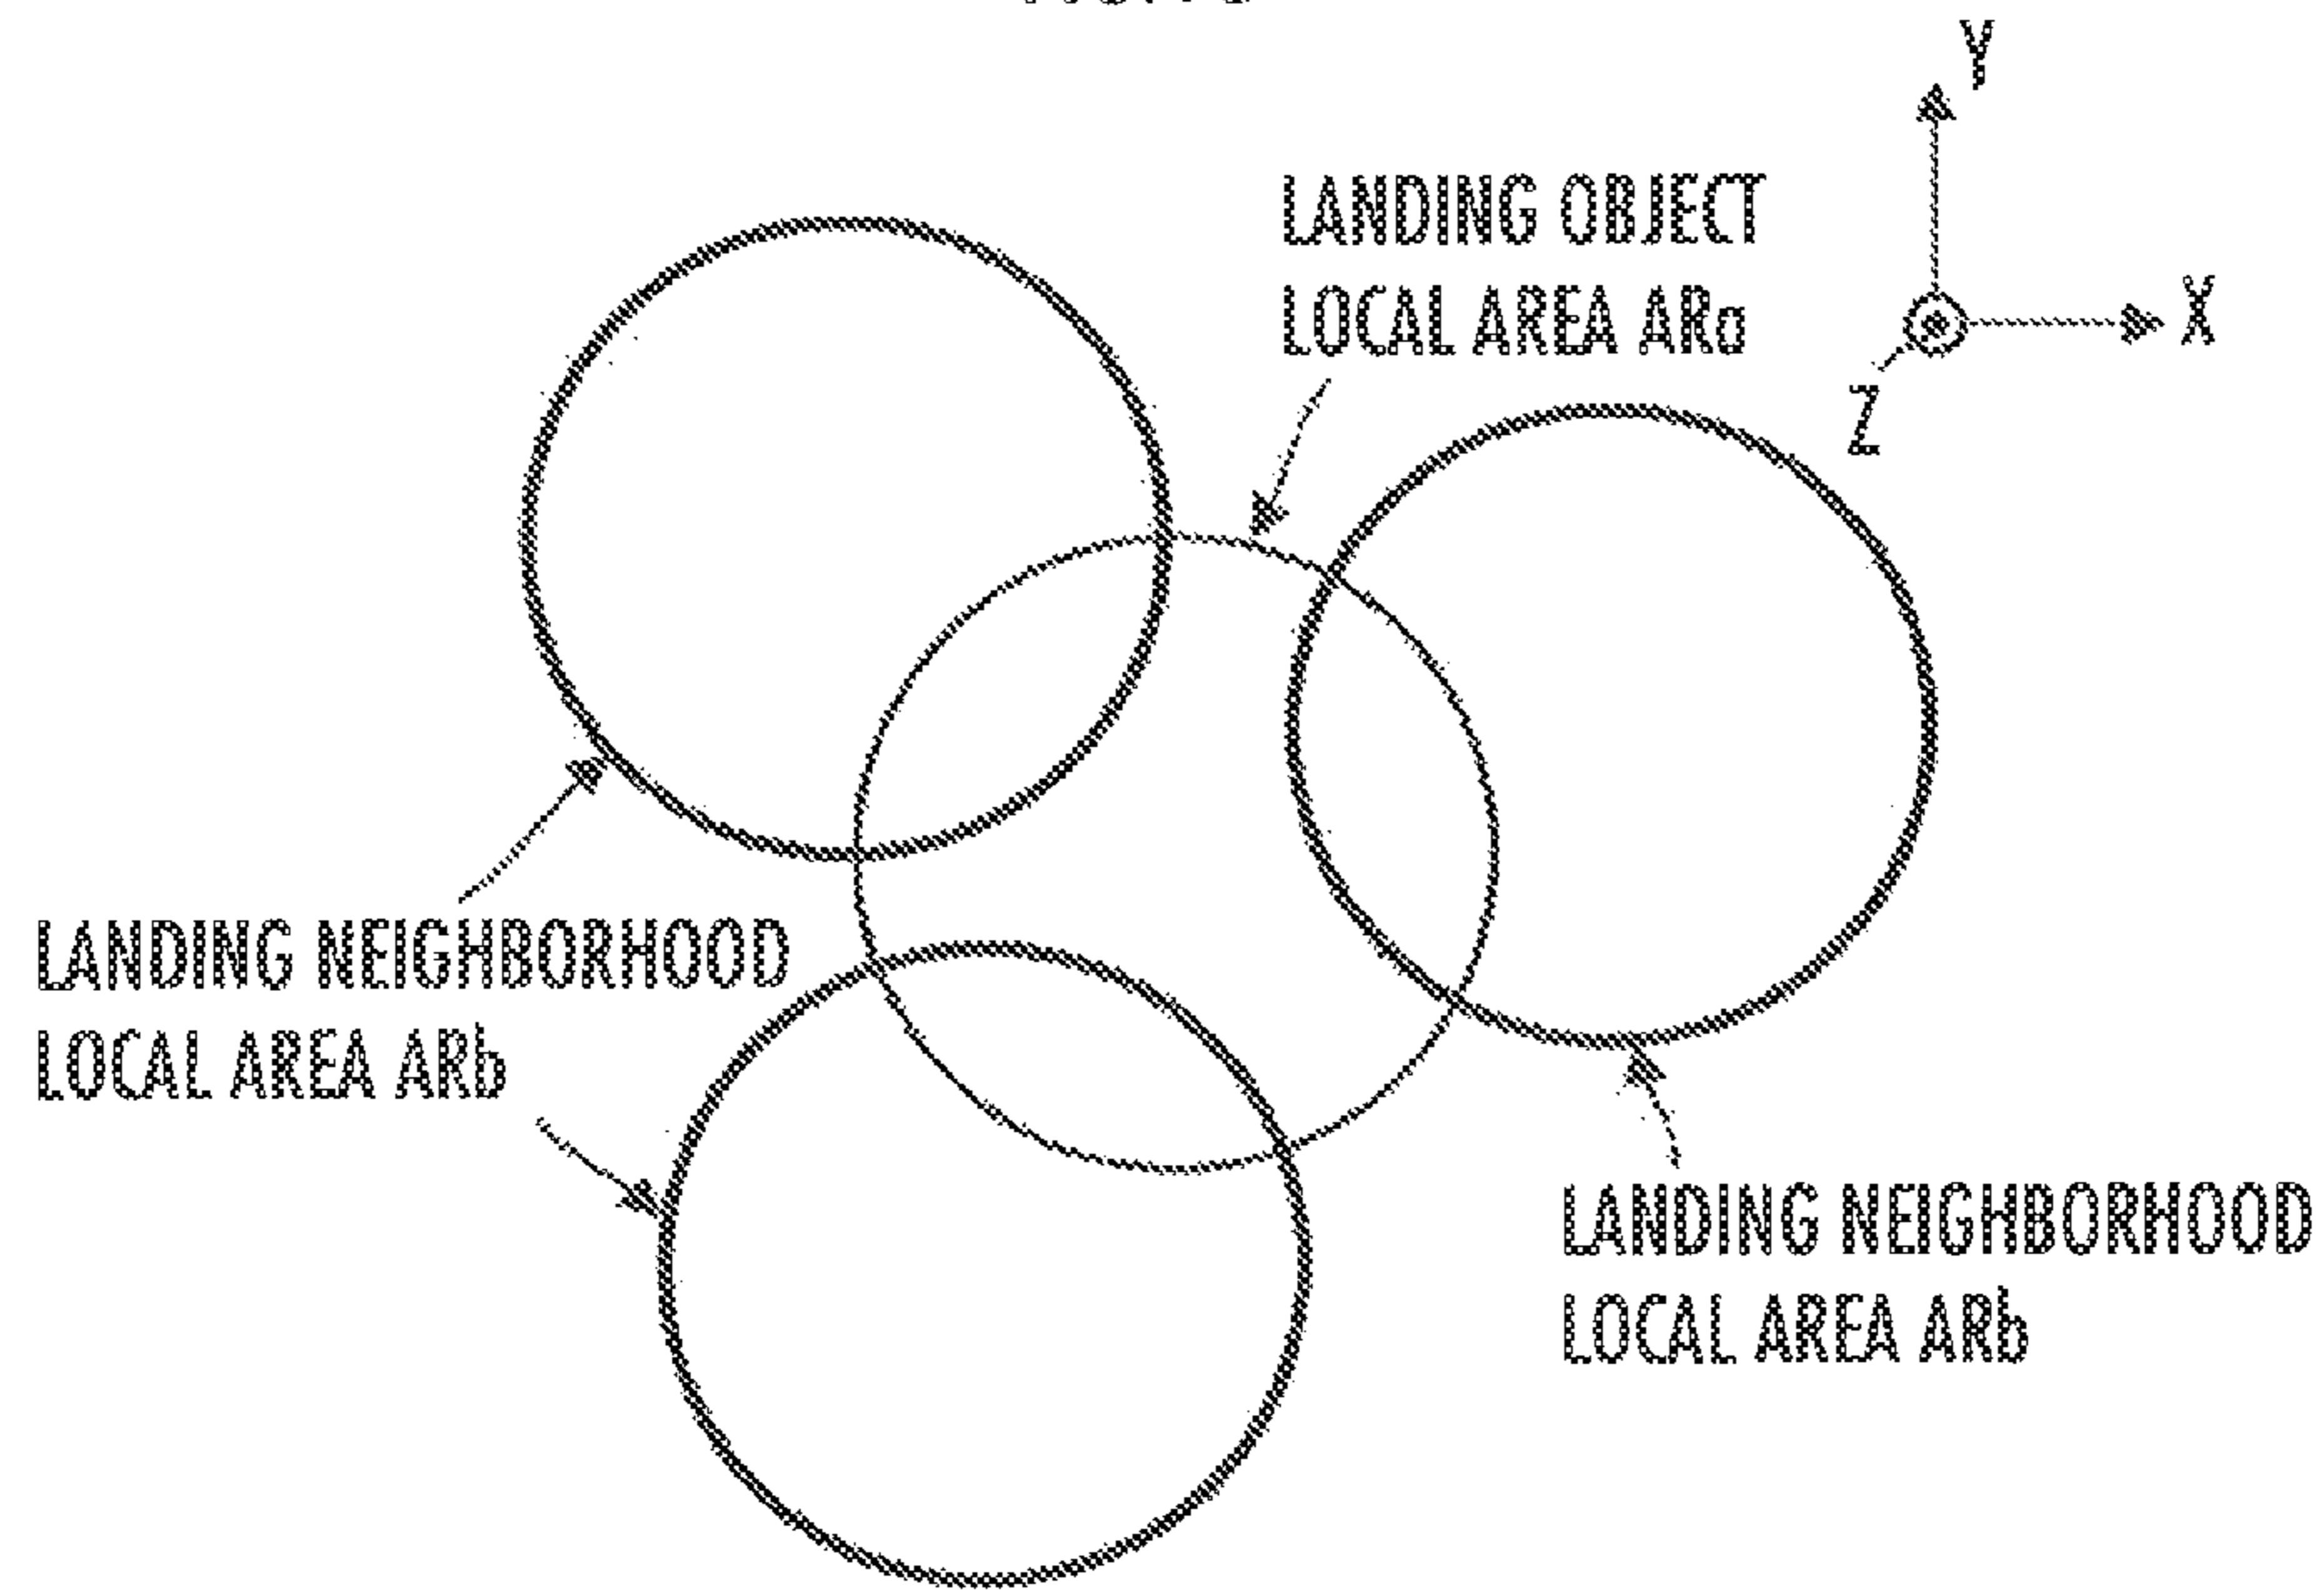 Y
LANDING OBJECT
LOCAL AREA ARa
X
Z
LANDING NEIGHBORHOOD
LOCAL AREA ARb
LANDING NEIGHBORHOOD
LOCAL AREA ARb